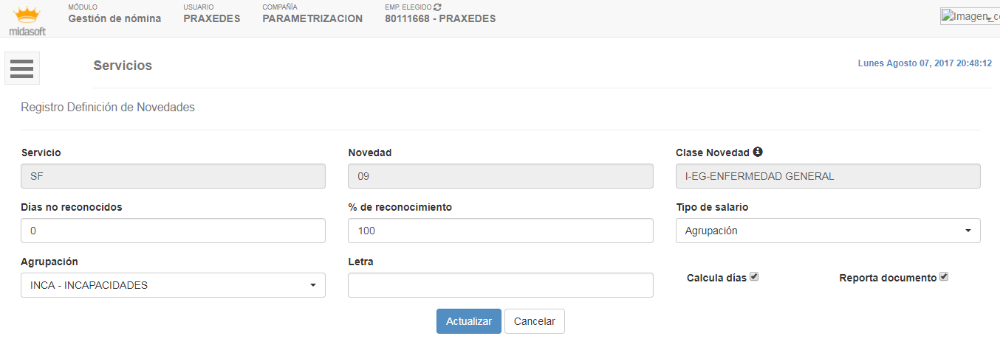 MÓDULO USUARIO COMPAÑÍA EMP. ELEGIDO
midasoft Gestión de nómina PRAXEDES PARAMETRIZACION 80111668 - PRAXEDES Imagen_c
Servicios Lunes Agosto 07, 2017 20:48:12
Registro Definición de Novedades
Servicio Novedad Clase Novedad
SF 09 I-EG-ENFERMEDAD GENERAL
Días no reconocidos % de reconocimiento Tipo de salario
0 100 Agrupación
Agrupación Letra
INCA - INCAPACIDADES Calcula días Reporta documento
Actualizar Cancelar